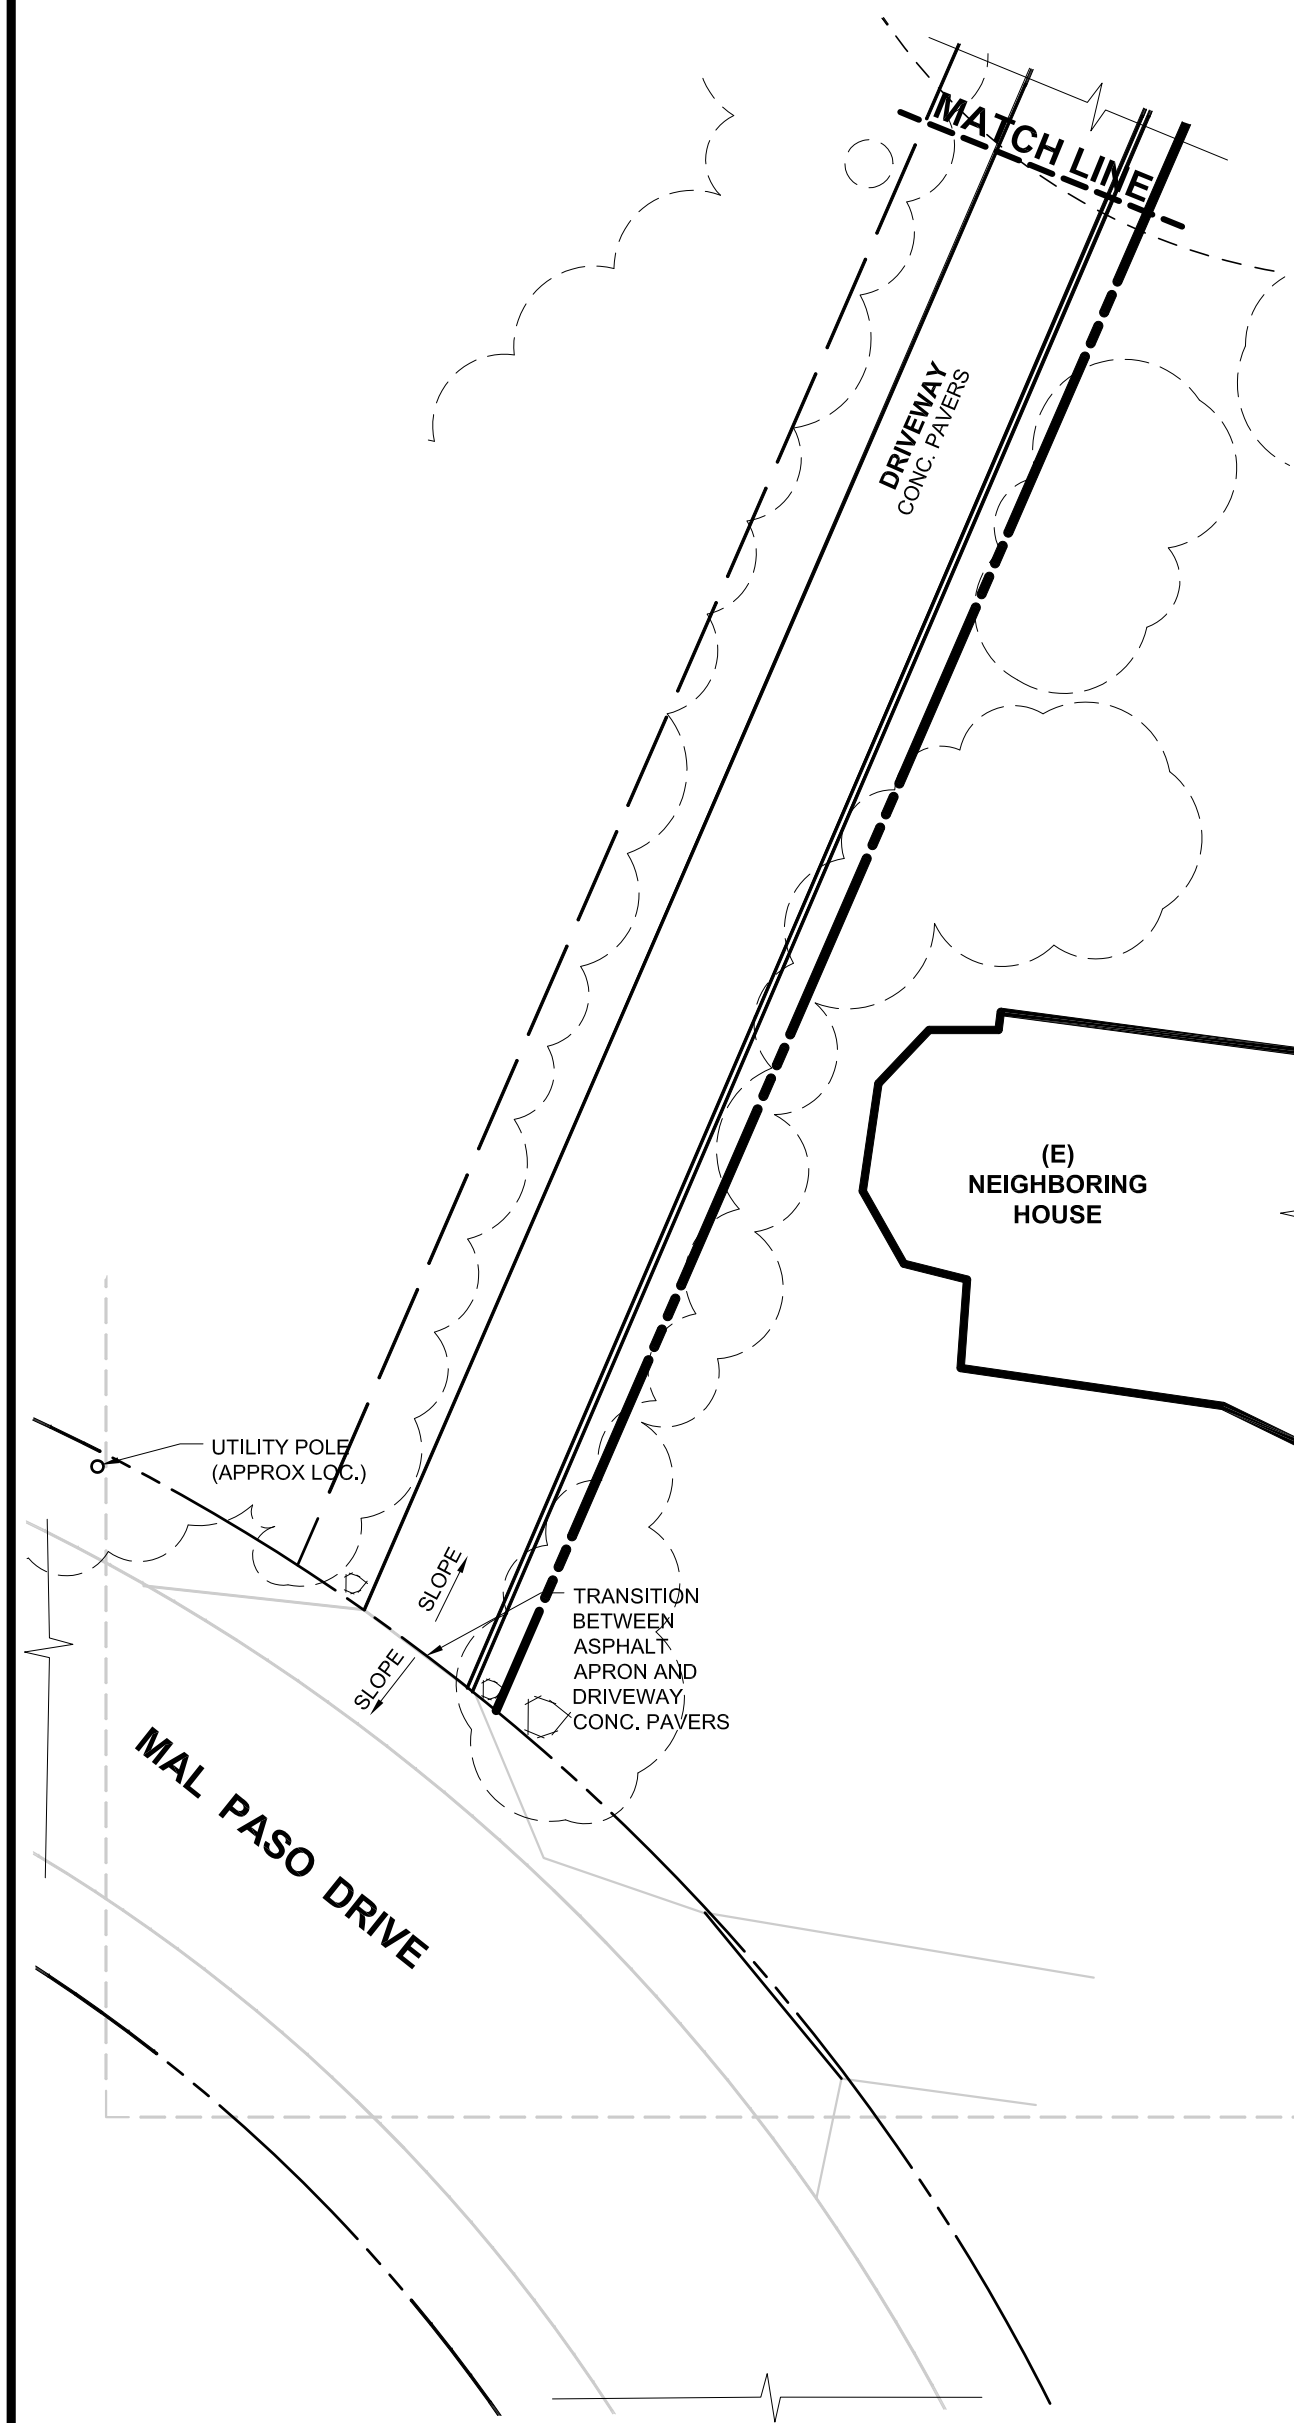 MATCH LINE
DRIVEWAY
CONC. PAVERS
(E)
NEIGHBORING
HOUSE
UTILITY POLE
(APPROX LOC.)
SLOPE
SLOPE
TRANSITION
BETWEEN
ASPHALT
APRON AND
DRIVEWAY
CONC. PAVERS
MAL PASO DRIVE